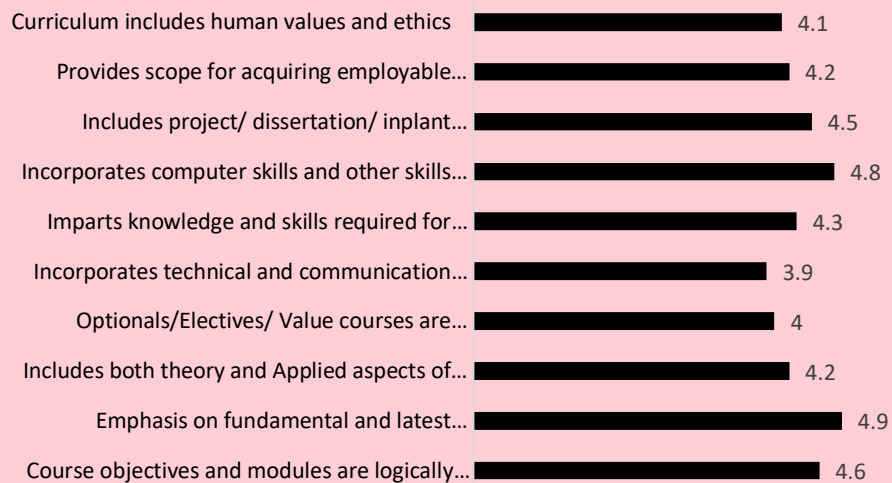 Curriculum includes human values and ethics 4.1
Provides scope for acquiring employable… 4.2
Includes project/ dissertation/ inplant… 4.5
Incorporates computer skills and other skills… 4.8
Imparts knowledge and skills required for… 4.3
Incorporates technical and communication… 3.9
Optionals/Electives/ Value courses are… 4
Includes both theory and Applied aspects of… 4.2
Emphasis on fundamental and latest… 4.9
Course objectives and modules are logically… 4.6